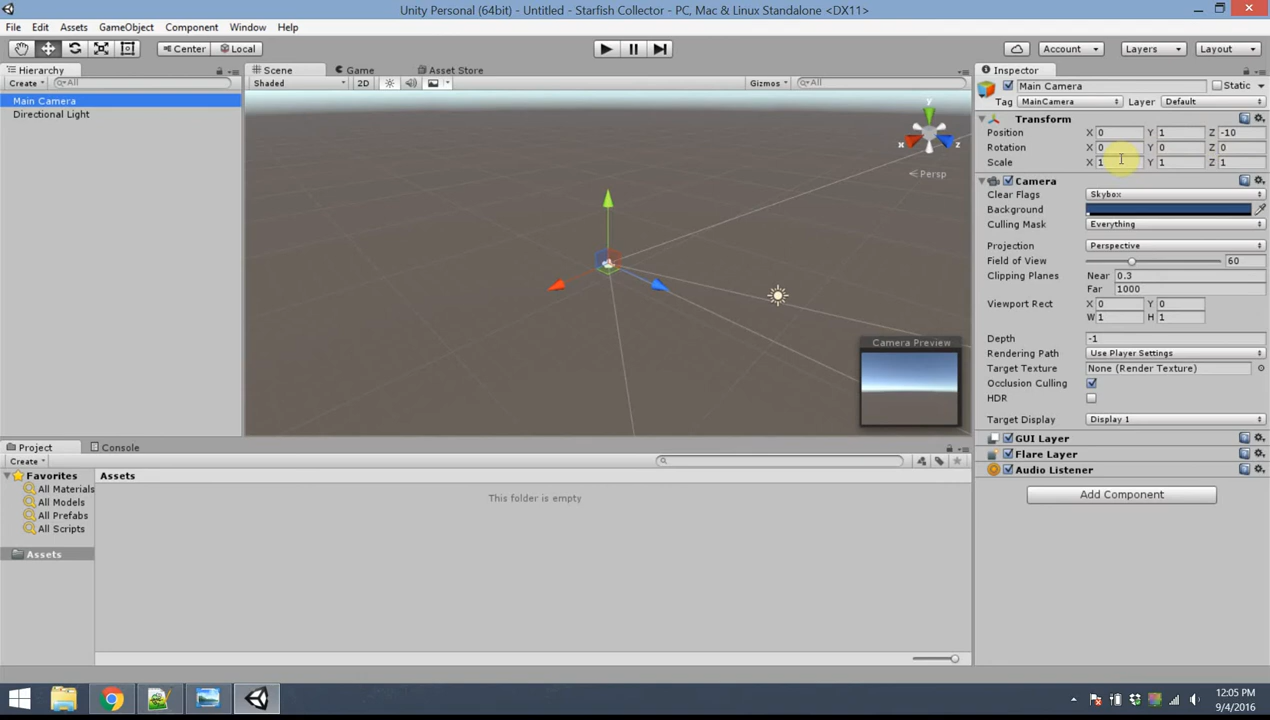 Unity Personal (64bit) - Untitled - Starfish Collector - PC, Mac & Linux Standalone <DX11>
File Edit Assets GameObject Component Window Help
Center Local Account Layers Layout
Hierarchy
Create All
Main Camera
Directional Light
Scene Game Asset Store
Shaded 2D Gizmos All
y
x z
Persp
Camera Preview
Inspector
Main Camera Static
Tag MainCamera Layer Default
Transform
Position X 0 Y 1 Z -10
Rotation X 0 Y 0 Z 0
Scale X 1 Y 1 Z 1
Camera
Clear Flags Skybox
Background
Culling Mask Everything
Projection Perspective
Field of View 60
Clipping Planes Near 0.3
Far 1000
Viewport Rect X 0 Y 0
W 1 H 1
Depth -1
Rendering Path Use Player Settings
Target Texture None (Render Texture)
Occlusion Culling
HDR
Target Display Display 1
GUI Layer
Flare Layer
Audio Listener
Add Component
Project Console
Create
Favorites
All Materials
All Models
All Prefabs
All Scripts
Assets
Assets
This folder is empty
12:05 PM
9/4/2016